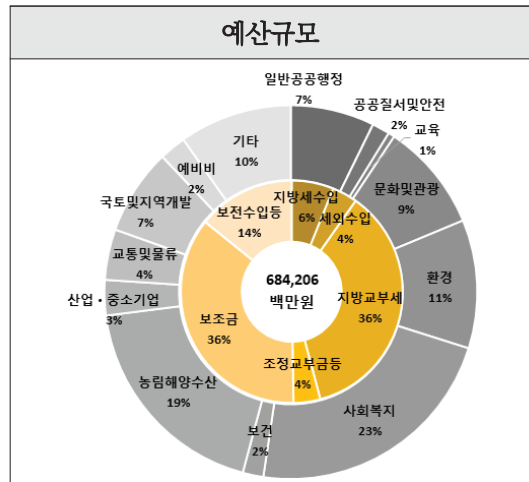 예산규모
일반공공행정
7%
공공질서및안전
2%
교육
1%
문화및관광
9%
환경
11%
사회복지
23%
보건
2%
농림해양수산
19%
산업・중소기업
3%
교통및물류
4%
국토및지역개발
7%
예비비
2%
기타
10%
지방세수입
6%
세외수입
4%
지방교부세
36%
조정교부금등
4%
보조금
36%
보전수입등
14%
684,206
백만원